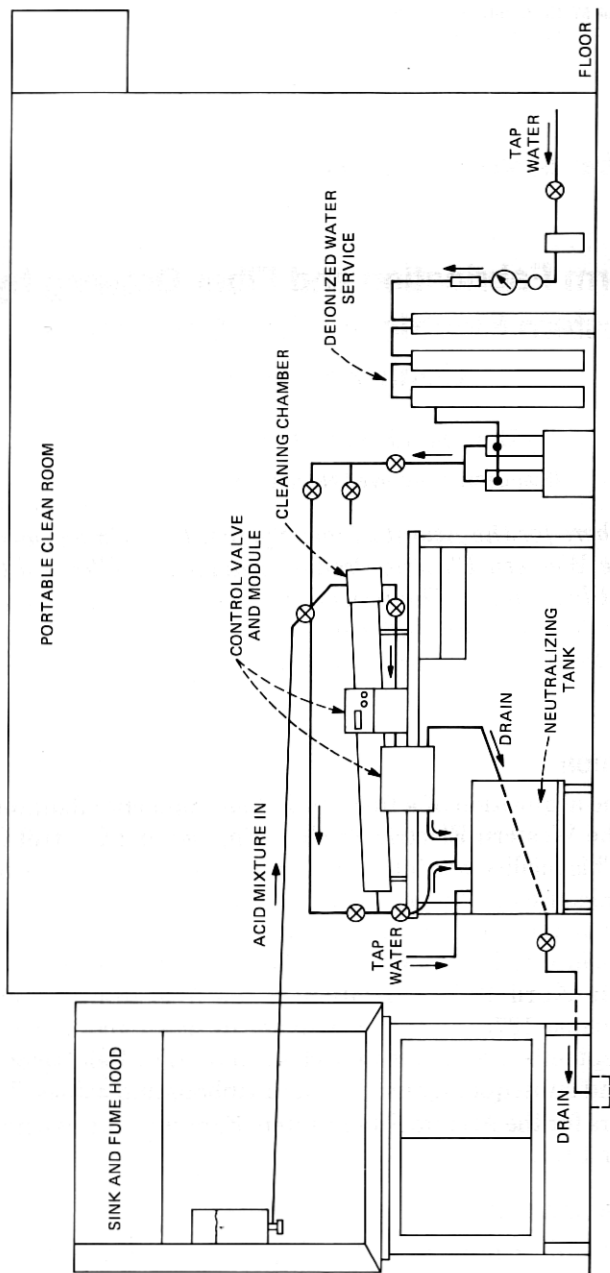 PORTABLE CLEAN ROOM
SINK AND FUME HOOD
ACID MIXTURE IN
CONTROL VALVE
AND MODULE
CLEANING CHAMBER
DEIONIZED WATER
SERVICE
TAP
WATER
FLOOR
TAP
WATER
DRAIN
NEUTRALIZING
TANK
DRAIN